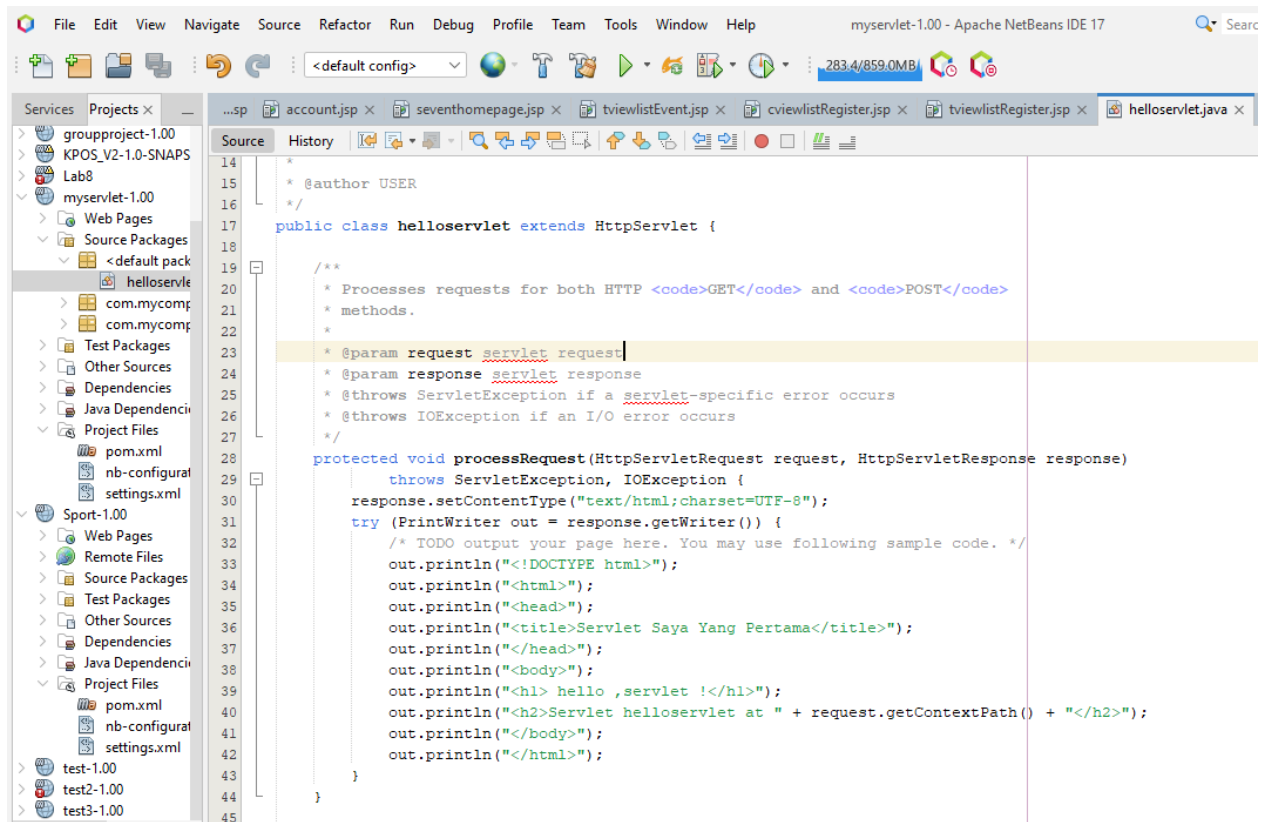 File Edit View Navigate Source Refactor Run Debug Profile Team Tools Window Help myservlet-1.00 - Apache NetBeans IDE 17 Searc
<default config> 283.4/859.0MB
Services Projects × ...sp account.jsp × seventhomepage.jsp × tviewlistEvent.jsp × cviewlistRegister.jsp × tviewlistRegister.jsp × helloservlet.java ×
Source History
groupproject-1.00
KPOS_V2-1.0-SNAPS
Lab8
myservlet-1.00
Web Pages
Source Packages
<default pack
helloservle
com.mycomp
com.mycomp
Test Packages
Other Sources
Dependencies
Java Dependenci
Project Files
pom.xml
nb-configurat
settings.xml
Sport-1.00
Web Pages
Remote Files
Source Packages
Test Packages
Other Sources
Dependencies
Java Dependenci
Project Files
pom.xml
nb-configurat
settings.xml
test-1.00
test2-1.00
test3-1.00
14 *
15 * @author USER
16 */
17 public class helloservlet extends HttpServlet {
18
19 /**
20 * Processes requests for both HTTP <code>GET</code> and <code>POST</code>
21 * methods.
22 *
23 * @param request servlet request
24 * @param response servlet response
25 * @throws ServletException if a servlet-specific error occurs
26 * @throws IOException if an I/O error occurs
27 */
28 protected void processRequest(HttpServletRequest request, HttpServletResponse response)
29 throws ServletException, IOException {
30 response.setContentType("text/html;charset=UTF-8");
31 try (PrintWriter out = response.getWriter()) {
32 /* TODO output your page here. You may use following sample code. */
33 out.println("<!DOCTYPE html>");
34 out.println("<html>");
35 out.println("<head>");
36 out.println("<title>Servlet Saya Yang Pertama</title>");
37 out.println("</head>");
38 out.println("<body>");
39 out.println("<h1> hello ,servlet !</h1>");
40 out.println("<h2>Servlet helloservlet at " + request.getContextPath() + "</h2>");
41 out.println("</body>");
42 out.println("</html>");
43 }
44 }
45